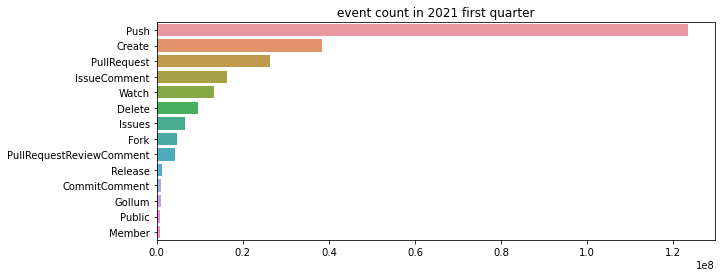 event count in 2021 first quarter
Push
Create
PullRequest
IssueComment
Watch
Delete
Issues
Fork
PullRequestReviewComment
Release
CommitComment
Gollum
Public
Member
0.0 0.2 0.4 0.6 0.8 1.0 1.2
1e8